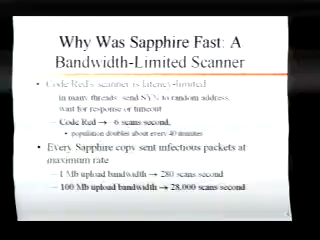 Why Was Sapphire Fast: A
Bandwidth-Limited Scanner
• Code Red's scanner is latency-limited
– in many threads: send SYN to random address,
wait for response or timeout
– Code Red → ~6 scans/second,
• population doubles about every 40 minutes
• Every Sapphire copy sent infectious packets at
maximum rate
– 1 Mb upload bandwidth → 280 scans/second
– 100 Mb upload bandwidth → 28,000 scans/second